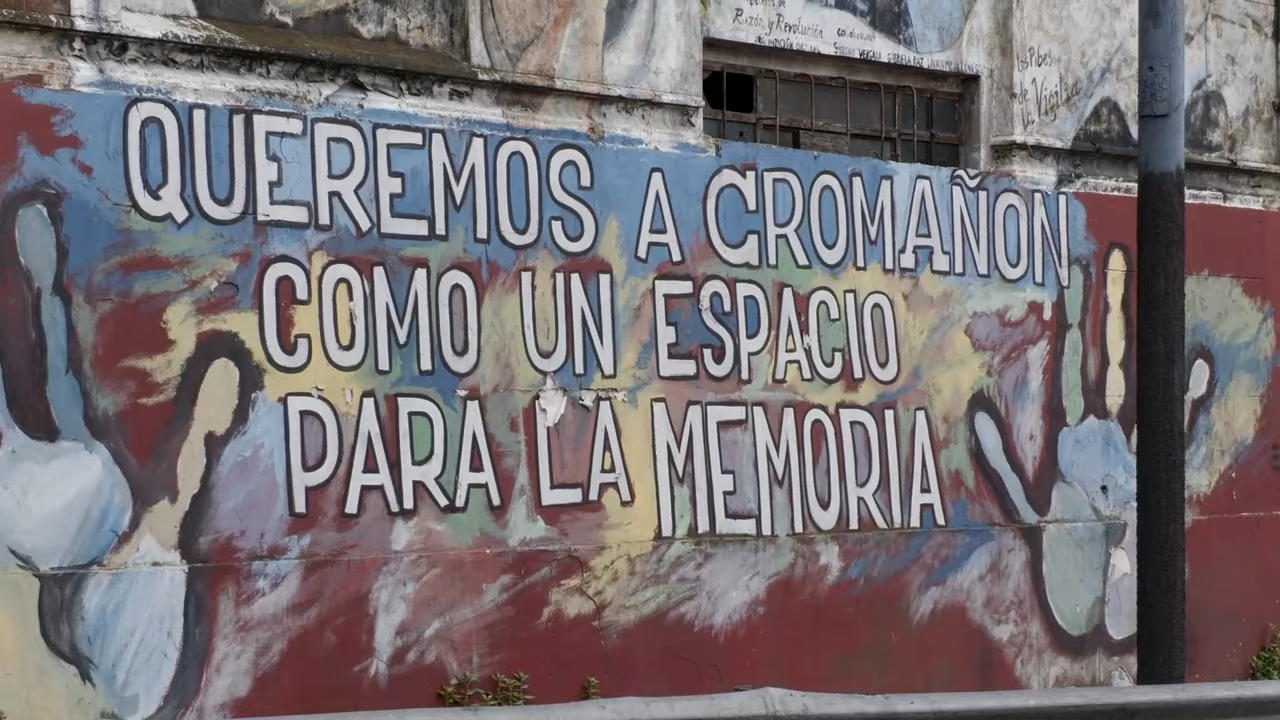 Razón y Revolución
Los Pibes
de Vigilia
QUEREMOS A CROMAÑON
COMO UN ESPACIO
PARA LA MEMORIA